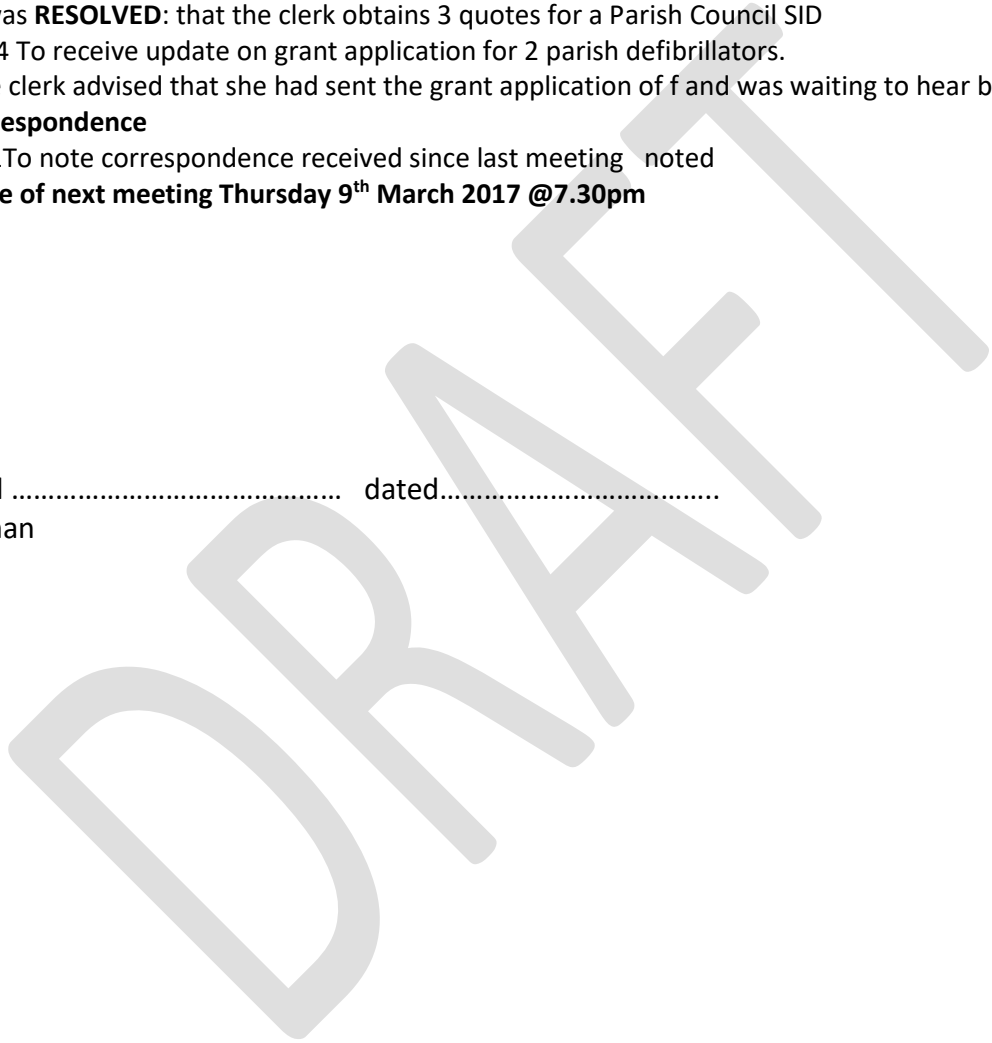 was RESOLVED: that the clerk obtains 3 quotes for a Parish Council SID
4 To receive update on grant application for 2 parish defibrillators.
clerk advised that she had sent the grant application of f and was waiting to hear b
espondence
To note correspondence received since last meeting noted
e of next meeting Thursday 9th March 2017 @7.30pm
……………………………………… dated………………………………..
an
DRAFT